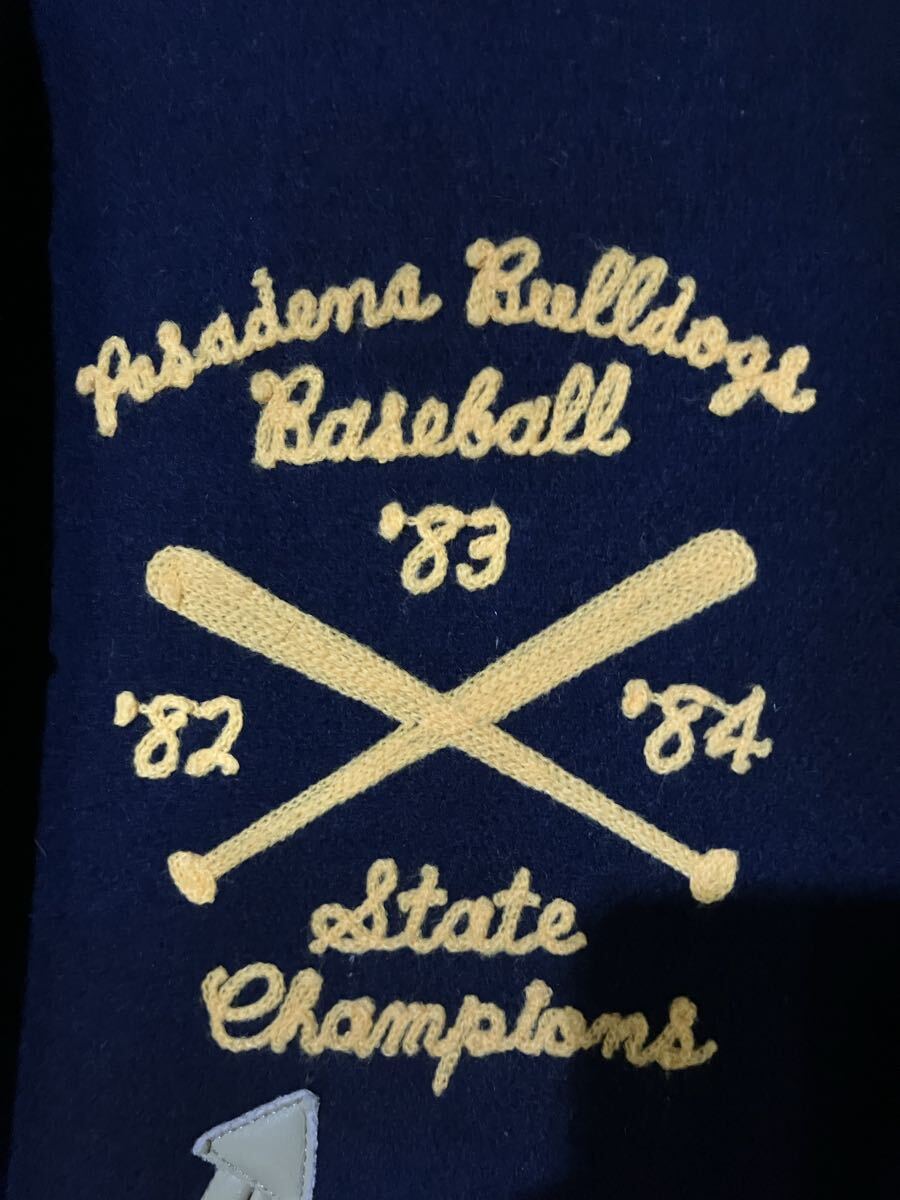 Pasadena Bulldogs
Baseball
'83
'82 '84
State
Champions